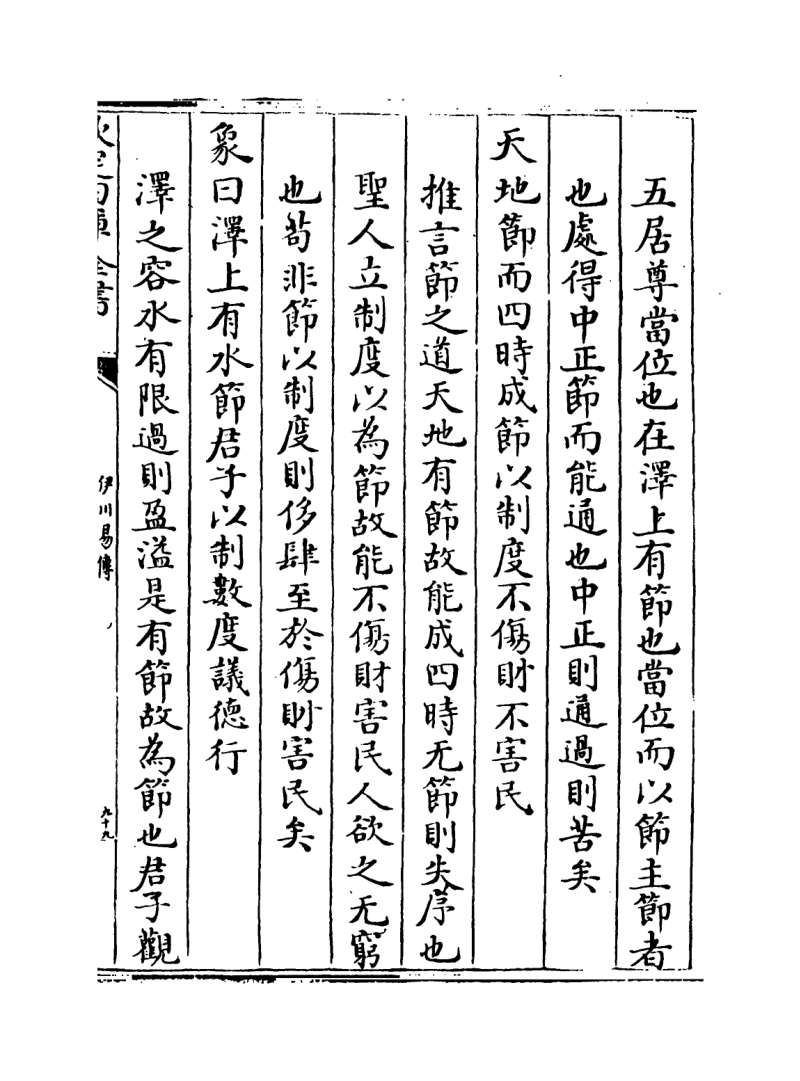 五居尊當位也在澤上有節也當位而以節主節者
也處得中正節而能通也中正則通過則苦矣
天地節而四時成節以制度不傷財不害民
推言節之道天地有節故能成四時无節則失序也
聖人立制度以為節故能不傷財害民人欲之无窮
也苟非節以制度則侈肆至於傷財害民矣
象曰澤上有水節君子以制數度議德行
澤之容水有限過則盈溢是有節故為節也君子觀
欽定四庫全書
伊川易傳
九十九